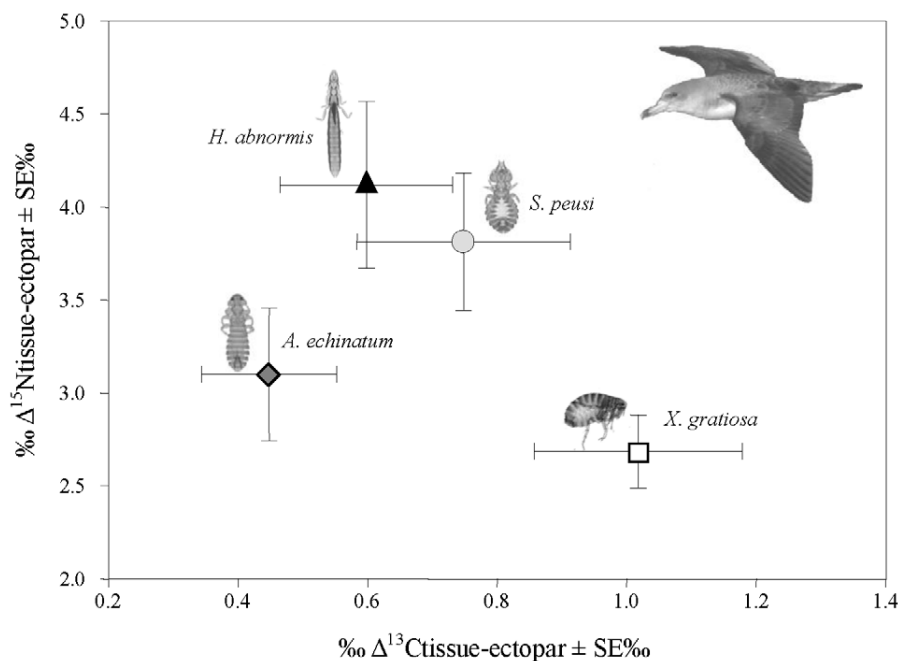 5.0
4.5
4.0
3.5
3.0
2.5
2.0
‰ Δ¹⁵Ntissue-ectopar ± SE‰
H. abnormis
S. peusi
A. echinatum
X. gratiosa
0.2 0.4 0.6 0.8 1.0 1.2 1.4
‰ Δ¹³Ctissue-ectopar ± SE‰